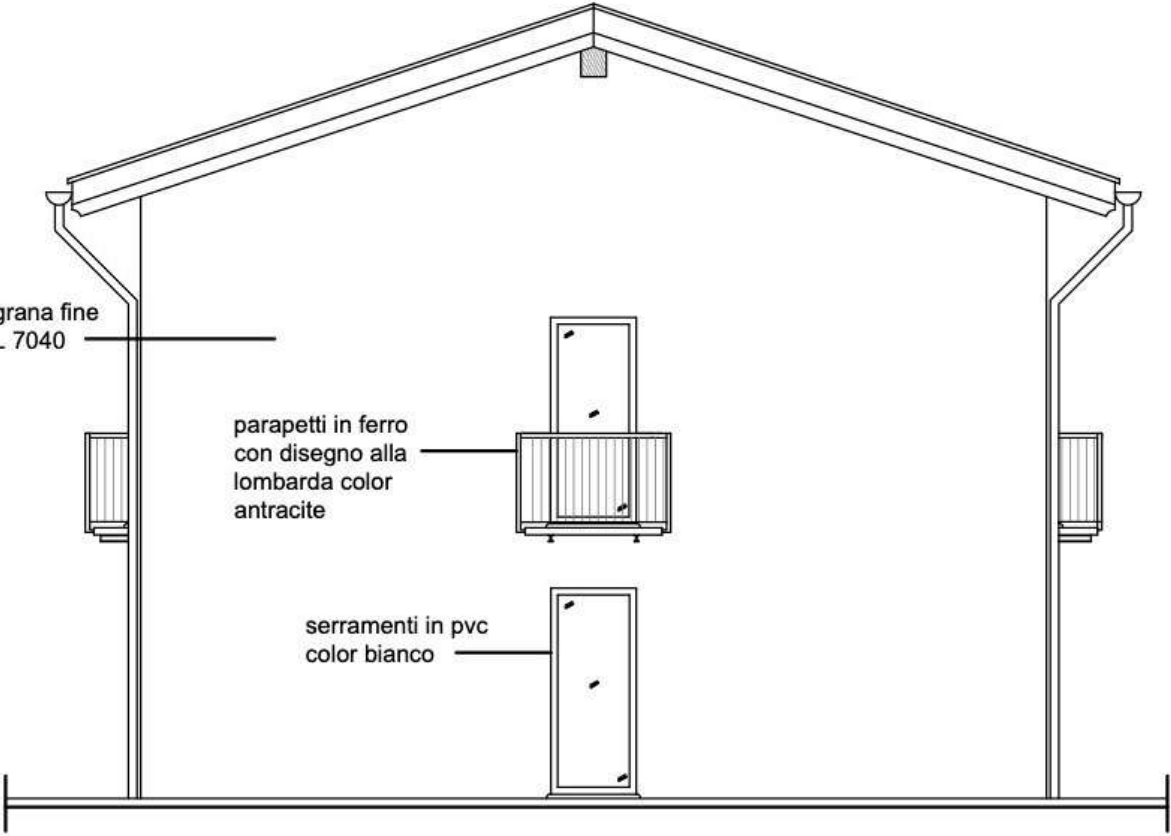 grana fine
7040
parapetti in ferro
con disegno alla
lombarda color
antracite
serramenti in pvc
color bianco